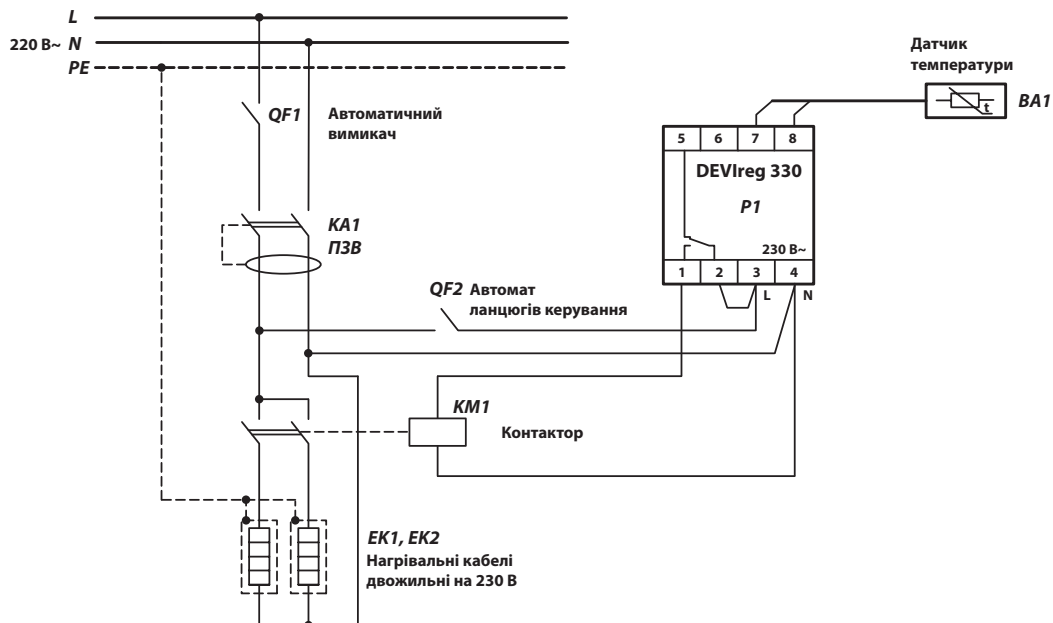 L
220 В~ N
PE
Датчик
температури
BA1
t
QF1 Автоматичний
вимикач
5 6 7 8
DEVIreg 330
P1
230 В~
1 2 3 4
L N
KA1
ПЗВ
QF2 Автомат
ланцюгів керування
KM1
Контактор
EK1, EK2
Нагрівальні кабелі
двожильні на 230 В